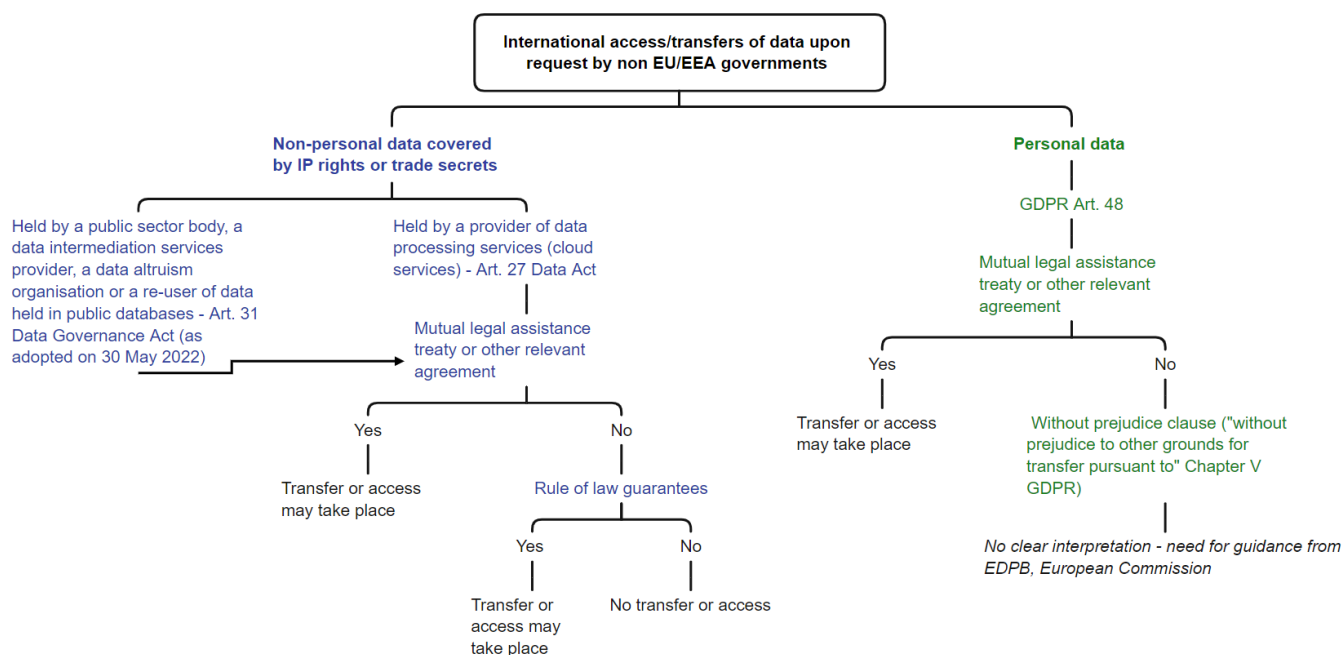 International access/transfers of data upon
request by non EU/EEA governments
Non-personal data covered
by IP rights or trade secrets
Personal data
Held by a public sector body, a
data intermediation services
provider, a data altruism
organisation or a re-user of data
held in public databases - Art. 31
Data Governance Act (as
adopted on 30 May 2022)
Held by a provider of data
processing services (cloud
services) - Art. 27 Data Act
GDPR Art. 48
Mutual legal assistance
treaty or other relevant
agreement
Mutual legal assistance
treaty or other relevant
agreement
Yes
No
Yes
No
Transfer or access
may take place
Without prejudice clause ("without
prejudice to other grounds for
transfer pursuant to" Chapter V
GDPR)
Transfer or access
may take place
Rule of law guarantees
Yes
No
No clear interpretation - need for guidance from
EDPB, European Commission
Transfer or
access may
take place
No transfer or access